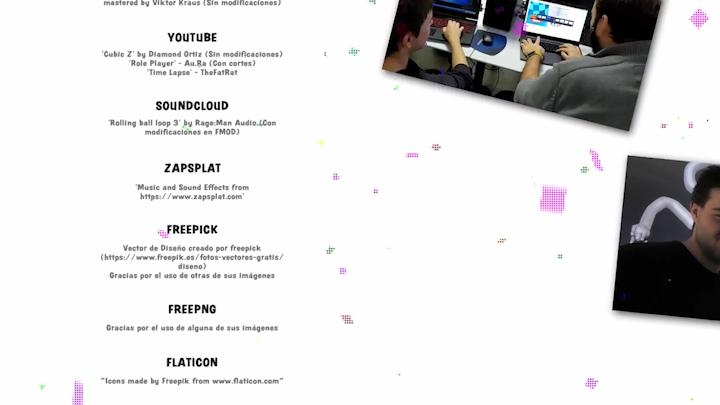 mastered by Viktor Kraus (Sin modificaciones)
YOUTUBE
'Cubic Z' by Diamond Ortiz (Sin modificaciones)
'Role Player' - Au.Ra (Con cortes)
'Time Lapse' - TheFatRat
SOUNDCLOUD
'Rolling ball loop 3' by Rage:Man Audio.(Con
modificaciones en FMOD)
ZAPSPLAT
'Music and Sound Effects from
https://www.zapsplat.com'
FREEPICK
Vector de Diseño creado por freepick
(https://www.freepik.es/fotos-vectores-gratis/
diseno)
Gracias por el uso de otras de sus imágenes
FREEPNG
Gracias por el uso de alguna de sus imágenes
FLATICON
"Icons made by Freepik from www.flaticon.com"